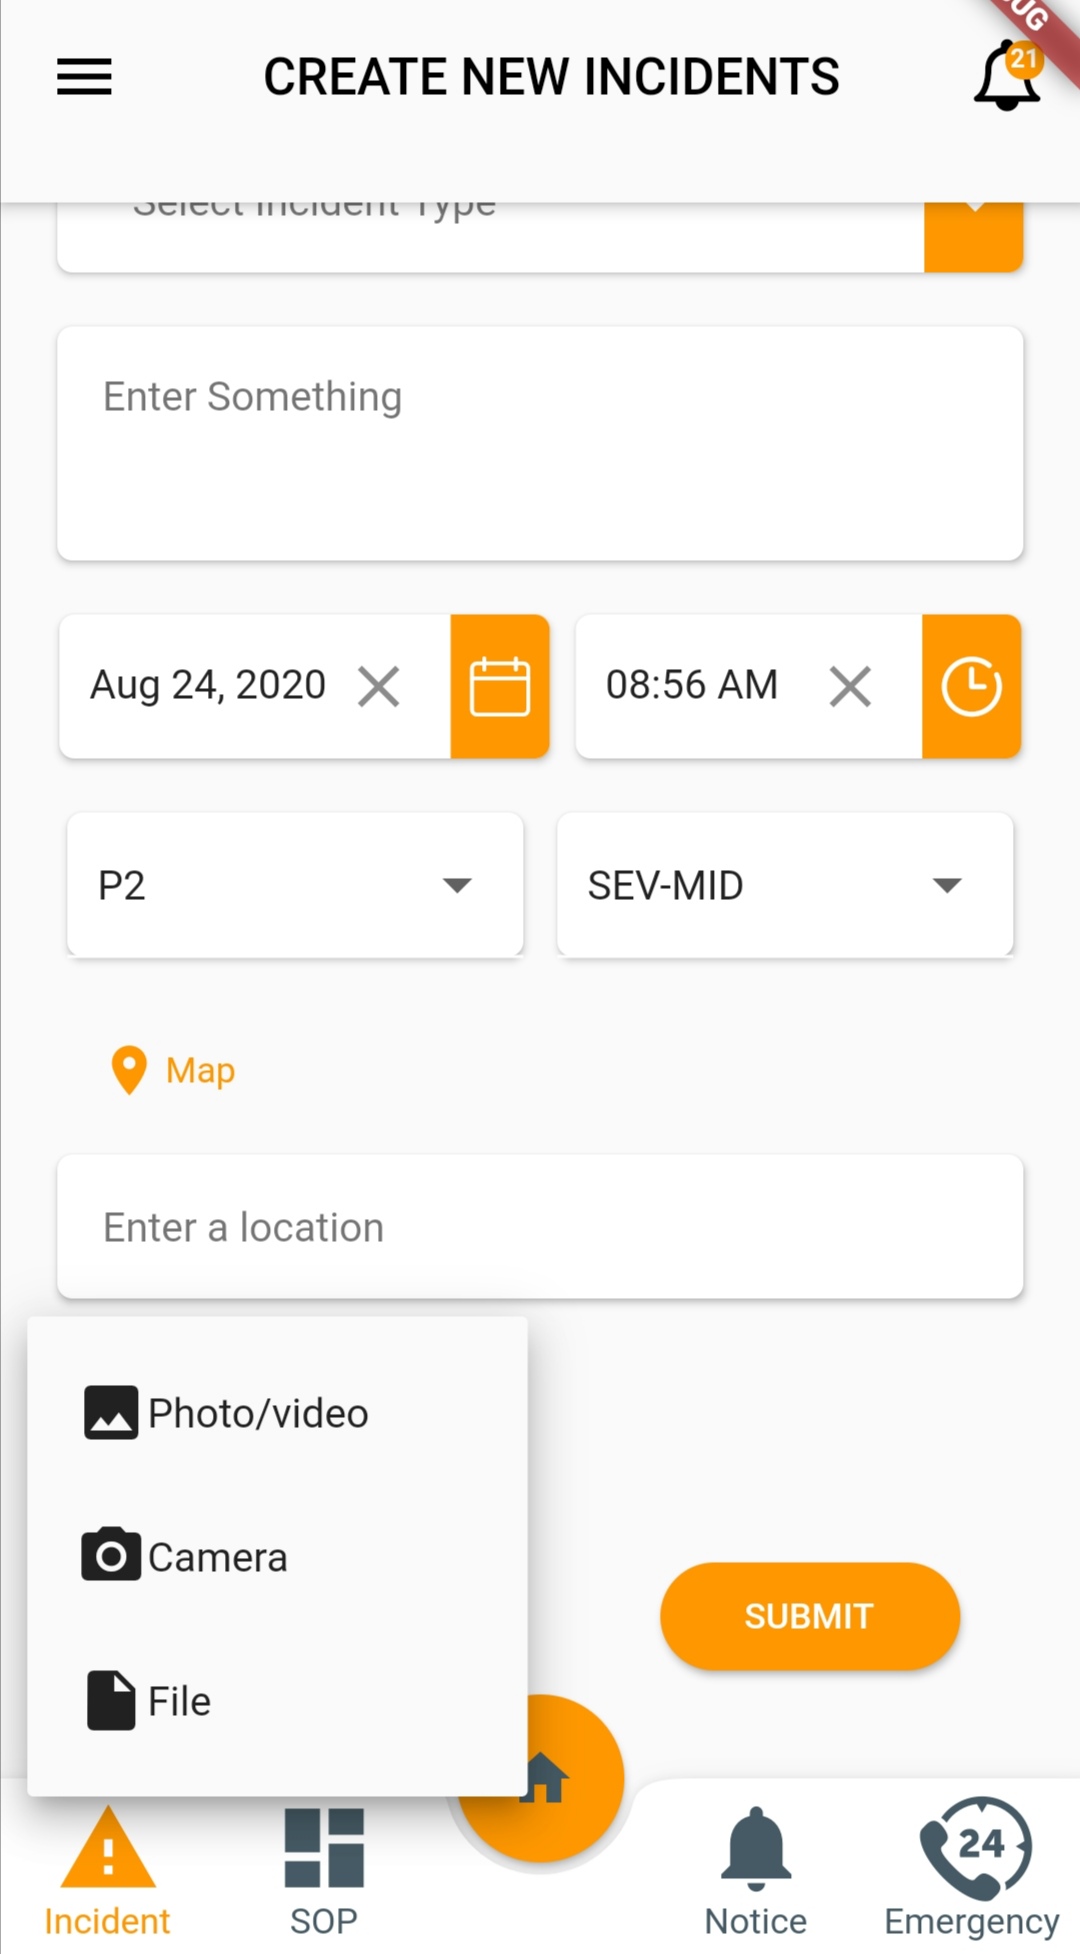 UG
CREATE NEW INCIDENTS
21
Select Incident Type
Enter Something
Aug 24, 2020
08:56 AM
P2
SEV-MID
Map
Enter a location
Photo/video
Camera
File
SUBMIT
24
Incident
SOP
Notice
Emergency